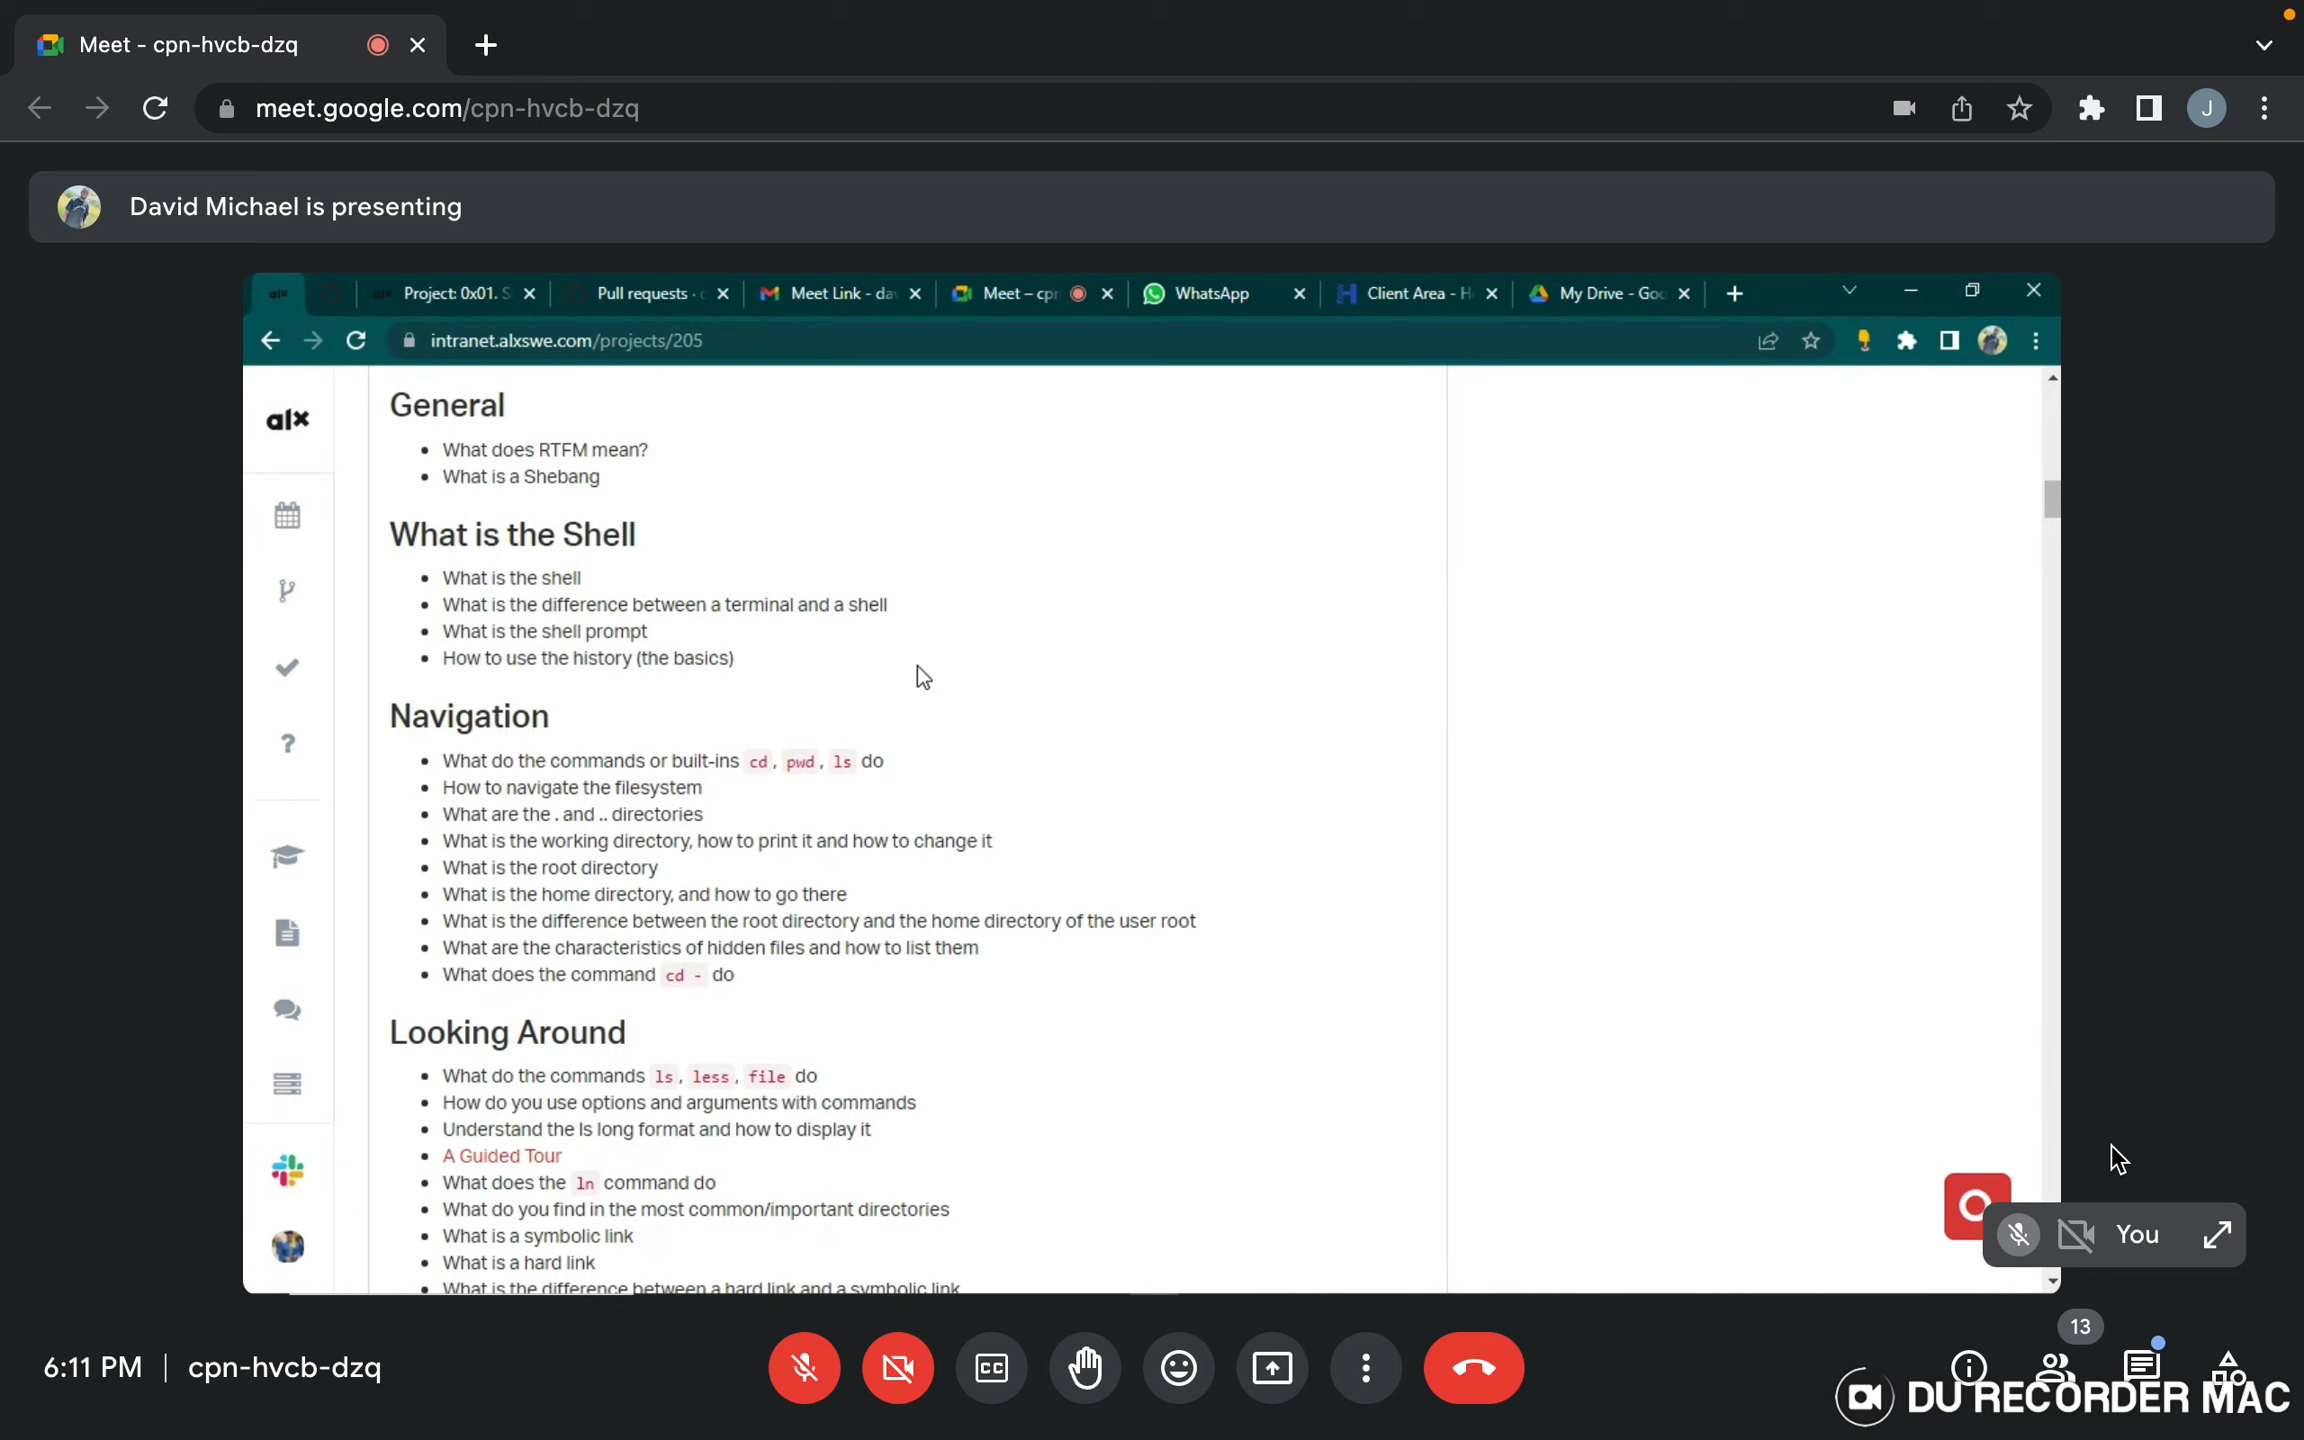 Meet - cpn-hvcb-dzq
meet.google.com/cpn-hvcb-dzq
J
David Michael is presenting
alx
alx Project: 0x01. S
Pull requests · c
Meet Link - da
Meet – cpn
WhatsApp
Client Area - H
My Drive - Goo
intranet.alxswe.com/projects/205
alx
General
• What does RTFM mean?
• What is a Shebang
What is the Shell
• What is the shell
• What is the difference between a terminal and a shell
• What is the shell prompt
• How to use the history (the basics)
Navigation
• What do the commands or built-ins cd, pwd, ls do
• How to navigate the filesystem
• What are the . and .. directories
• What is the working directory, how to print it and how to change it
• What is the root directory
• What is the home directory, and how to go there
• What is the difference between the root directory and the home directory of the user root
• What are the characteristics of hidden files and how to list them
• What does the command cd - do
Looking Around
• What do the commands ls, less, file do
• How do you use options and arguments with commands
• Understand the ls long format and how to display it
• A Guided Tour
• What does the ln command do
• What do you find in the most common/important directories
• What is a symbolic link
• What is a hard link
• What is the difference between a hard link and a symbolic link
You
13
6:11 PM | cpn-hvcb-dzq
CC
DU RECORDER MAC